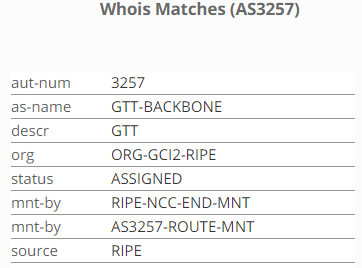 Whois Matches (AS3257)
aut-num 3257
as-name GTT-BACKBONE
descr GTT
org ORG-GCI2-RIPE
status ASSIGNED
mnt-by RIPE-NCC-END-MNT
mnt-by AS3257-ROUTE-MNT
source RIPE